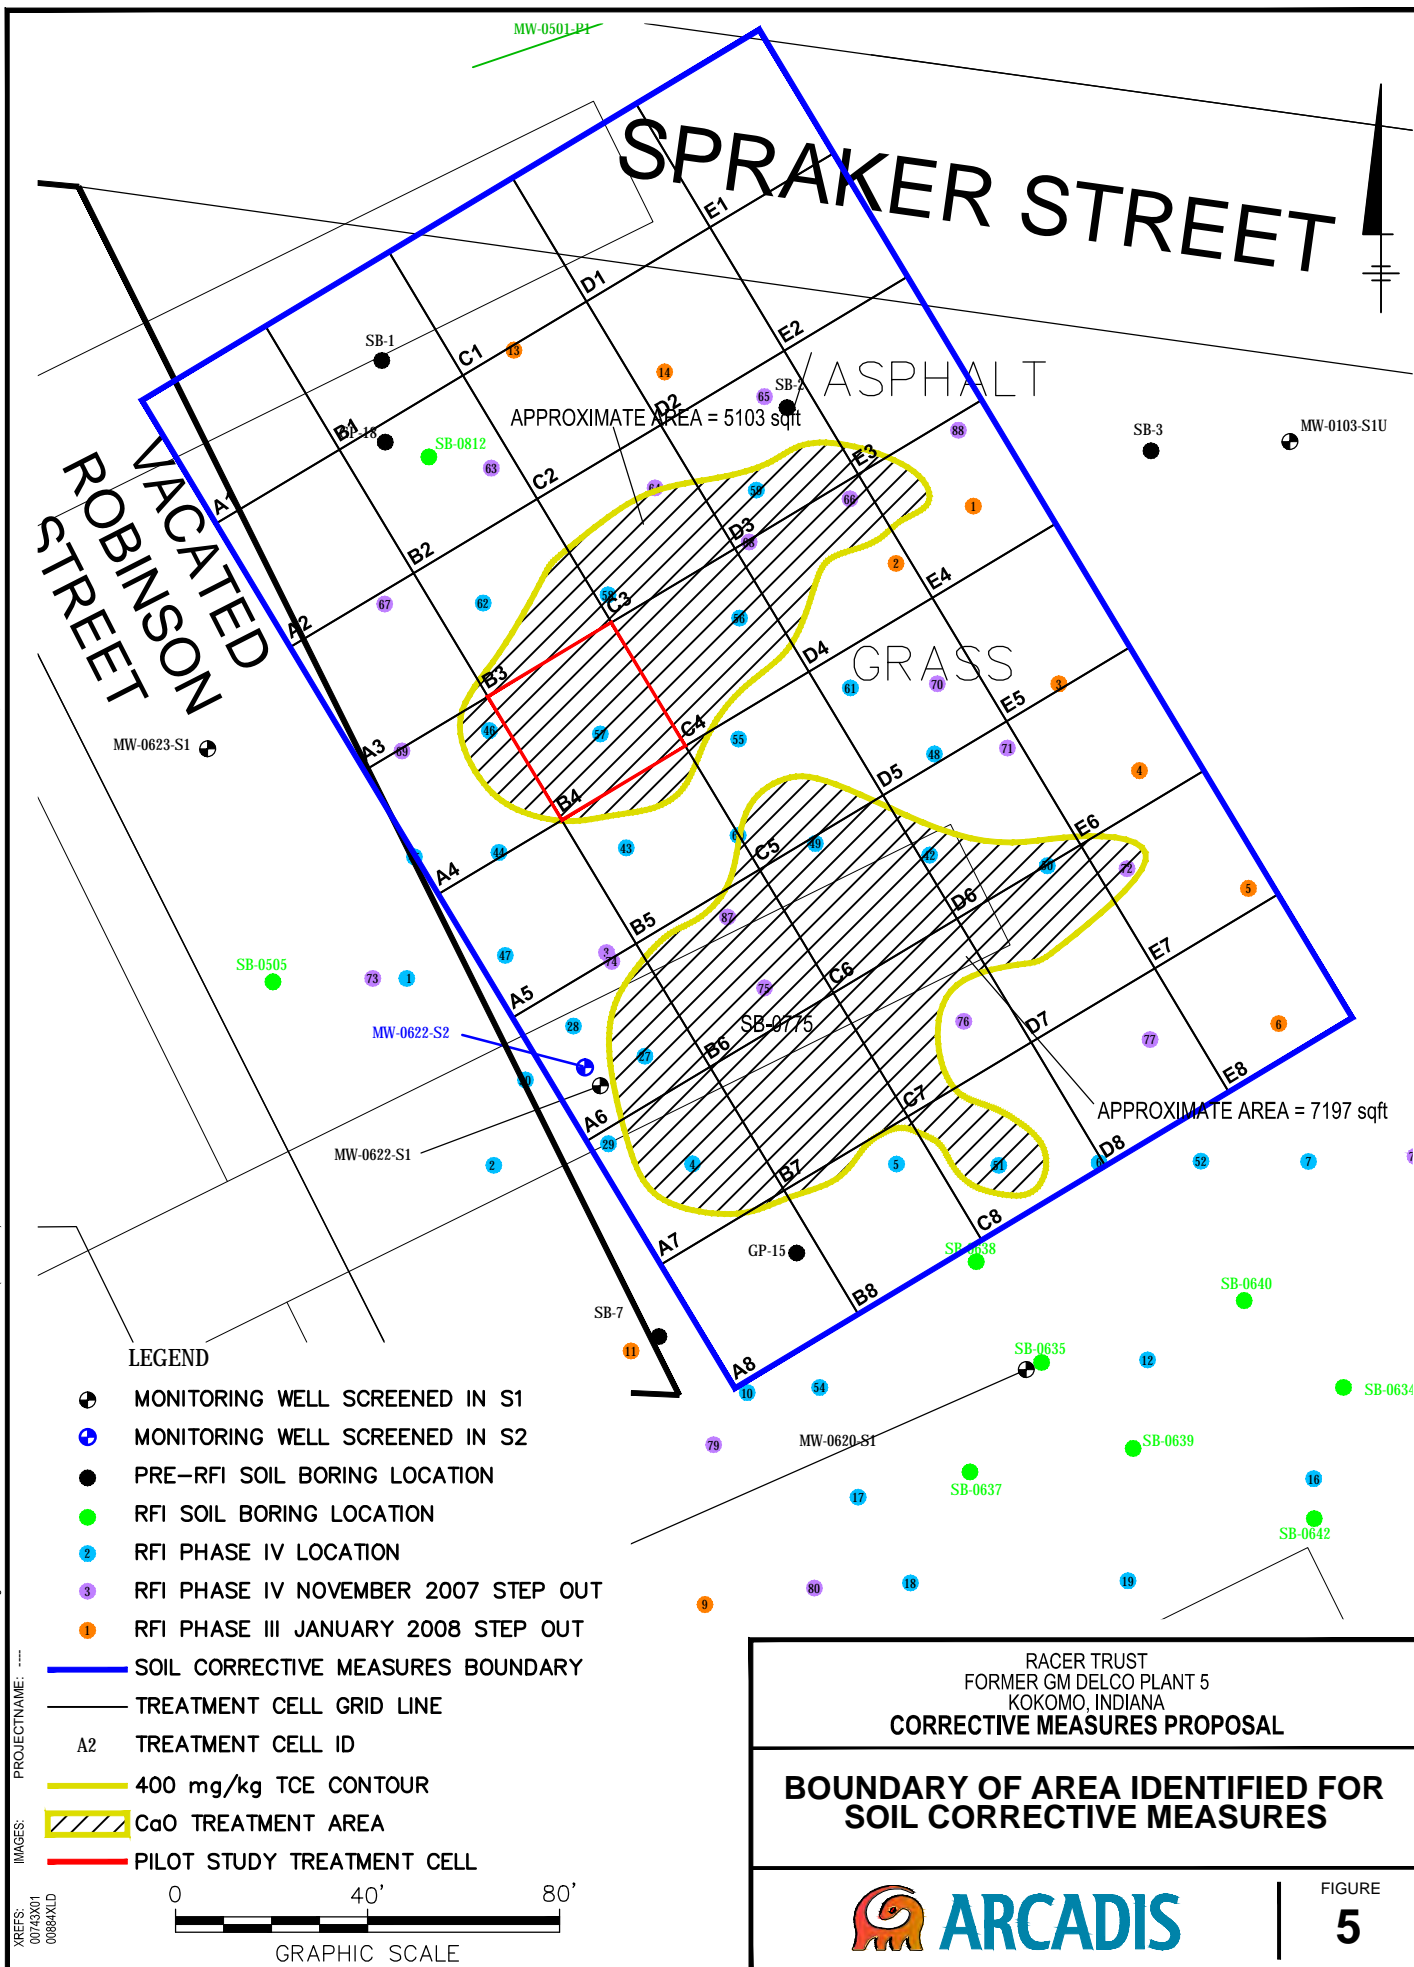 MW-0501-P1
SPRAKER STREET
E1
D1
SB-1
C1
13
14
E2
65
SB-2
ASPHALT
D2
APPROXIMATE AREA = 5103 sqft
B1
SB-0812
88
SB-3
MW-0103-S1U
63
64
59
66
E3
C2
1
A1
VACATED
ROBINSON
STREET
D3
68
2
B2
67
62
58
C3
56
E4
A2
D4
GRASS
61
70
3
B3
46
57
C4
55
48
71
E5
MW-0623-S1
69
A3
4
D5
B4
44
43
49
42
50
E6
72
C5
A4
5
87
D6
B5
47
3
74
E7
SB-0505
73
1
75
C6
A5
28
SB-0775
76
D7
77
6
MW-0622-S2
27
B6
E8
C7
A6
APPROXIMATE AREA = 7197 sqft
29
MW-0622-S1
2
4
B7
5
51
D8
52
7
C8
A7
GP-15
SB-0638
SB-0640
B8
SB-7
11
SB-0635
12
A8
10
54
SB-0634
79
MW-0620-S1
SB-0639
SB-0637
17
16
SB-0642
18
19
80
9
LEGEND
MONITORING WELL SCREENED IN S1
MONITORING WELL SCREENED IN S2
PRE-RFI SOIL BORING LOCATION
RFI SOIL BORING LOCATION
2 RFI PHASE IV LOCATION
3 RFI PHASE IV NOVEMBER 2007 STEP OUT
1 RFI PHASE III JANUARY 2008 STEP OUT
SOIL CORRECTIVE MEASURES BOUNDARY
TREATMENT CELL GRID LINE
A2 TREATMENT CELL ID
400 mg/kg TCE CONTOUR
CaO TREATMENT AREA
PILOT STUDY TREATMENT CELL
0 40' 80'
GRAPHIC SCALE
PROJECTNAME: ----
IMAGES:
XREFS:
00743X01
00884XLD
RACER TRUST
FORMER GM DELCO PLANT 5
KOKOMO, INDIANA
CORRECTIVE MEASURES PROPOSAL
BOUNDARY OF AREA IDENTIFIED FOR
SOIL CORRECTIVE MEASURES
ARCADIS
FIGURE
5